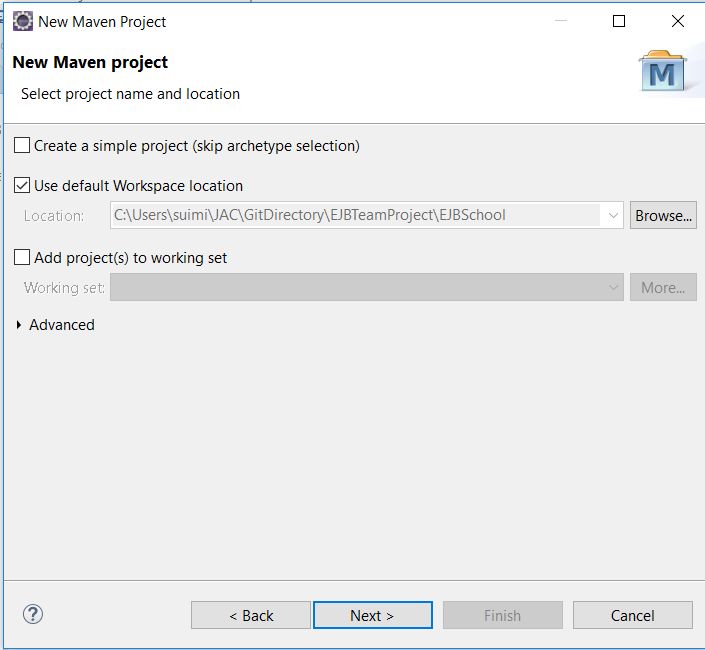 New Maven Project
New Maven project
Select project name and location
M
Create a simple project (skip archetype selection)
Use default Workspace location
Location: C:\Users\suimi\JAC\GitDirectory\EJBTeamProject\EJBSchool Browse...
Add project(s) to working set
Working set: More...
Advanced
? < Back Next > Finish Cancel